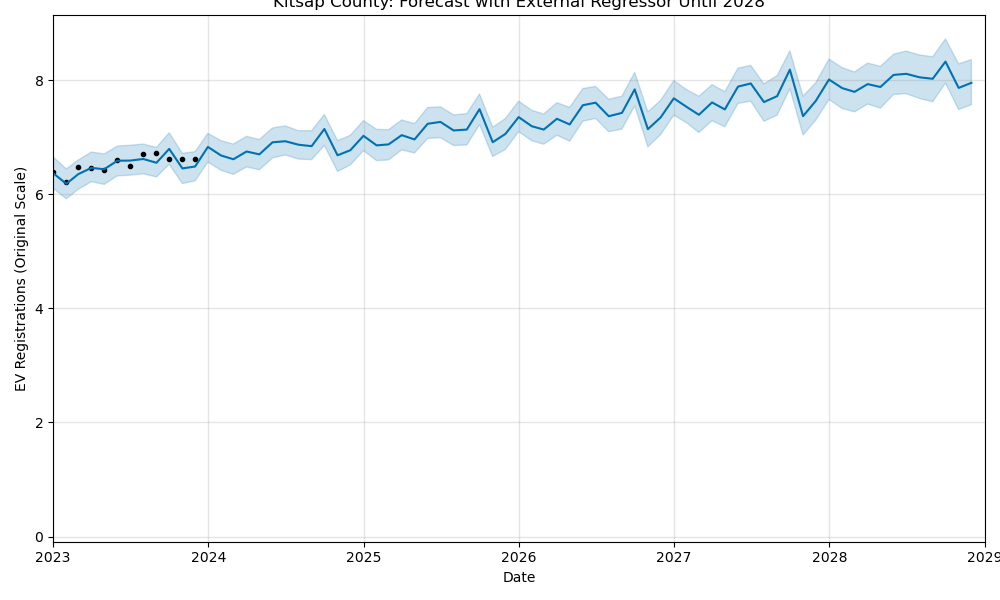 Kitsap County: Forecast with External Regressor Until 2028
EV Registrations (Original Scale)
8
6
4
2
0
2023 2024 2025 2026 2027 2028 2029
Date